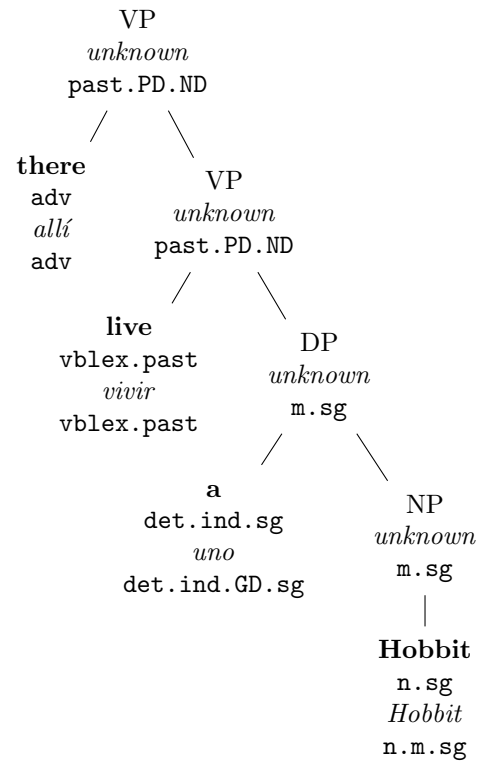 VP
unknown
past.PD.ND
there
adv
allí
adv
VP
unknown
past.PD.ND
live
vblex.past
vivir
vblex.past
DP
unknown
m.sg
a
det.ind.sg
uno
det.ind.GD.sg
NP
unknown
m.sg
Hobbit
n.sg
Hobbit
n.m.sg